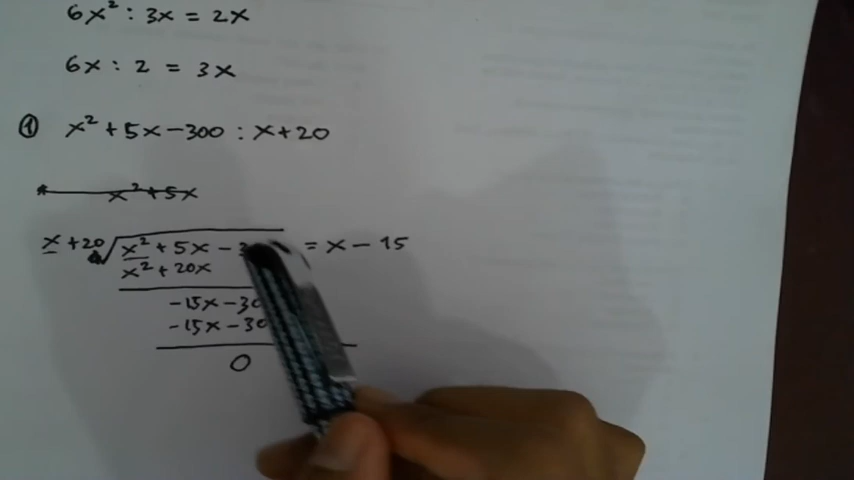 6x² : 3x = 2x
6x : 2 = 3x
① x² + 5x - 300 : x + 20
x² + 5x
x + 20 √ x² + 5x - 3 = x - 15
x² + 20x
-15x - 30
-15x - 30
0